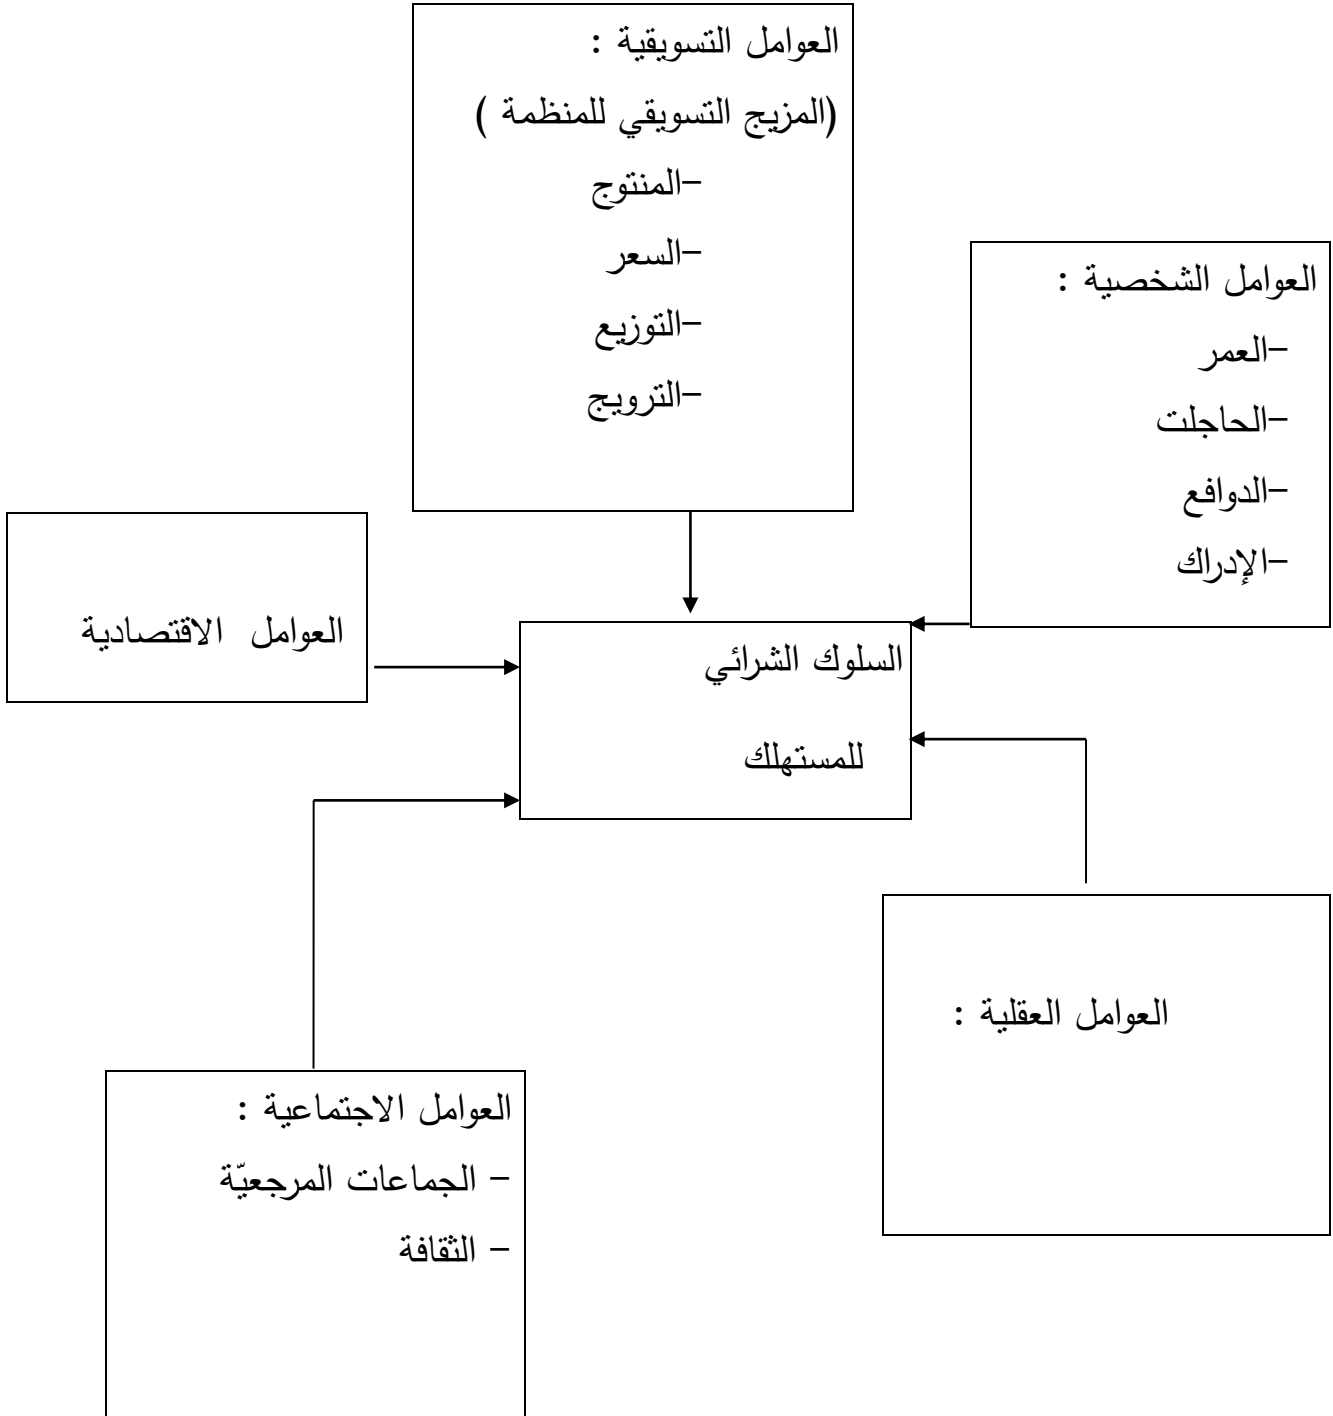 العوامل التسويقية :
(المزيج التسويقي للمنظمة )
-المنتوج
-السعر
-التوزيع
-الترويج
العوامل الشخصية :
-العمر
-الحاجلت
-الدوافع
-الإدراك
العوامل الاقتصادية
السلوك الشرائي
للمستهلك
العوامل العقلية :
العوامل الاجتماعية :
- الجماعات المرجعيّة
- الثقافة